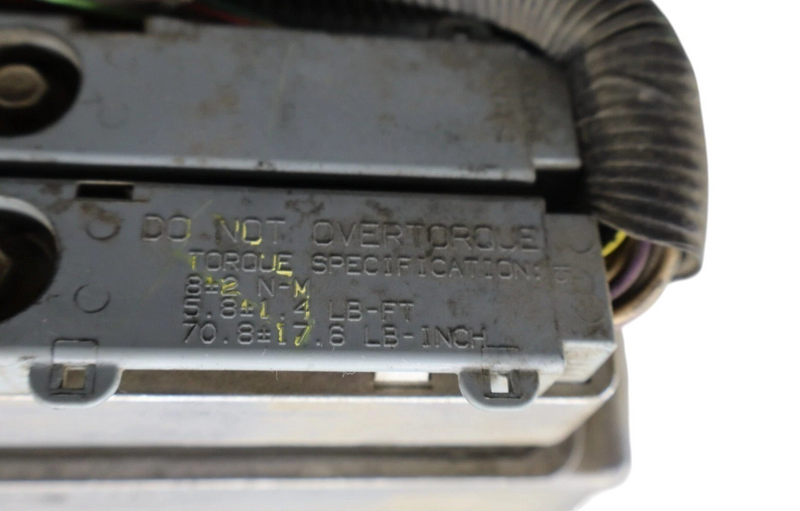 DO NOT OVERTORQUE
TORQUE SPECIFICATION:
8±2 N-M
5.8±1.4 LB-FT
70.8±17.6 LB-INCH